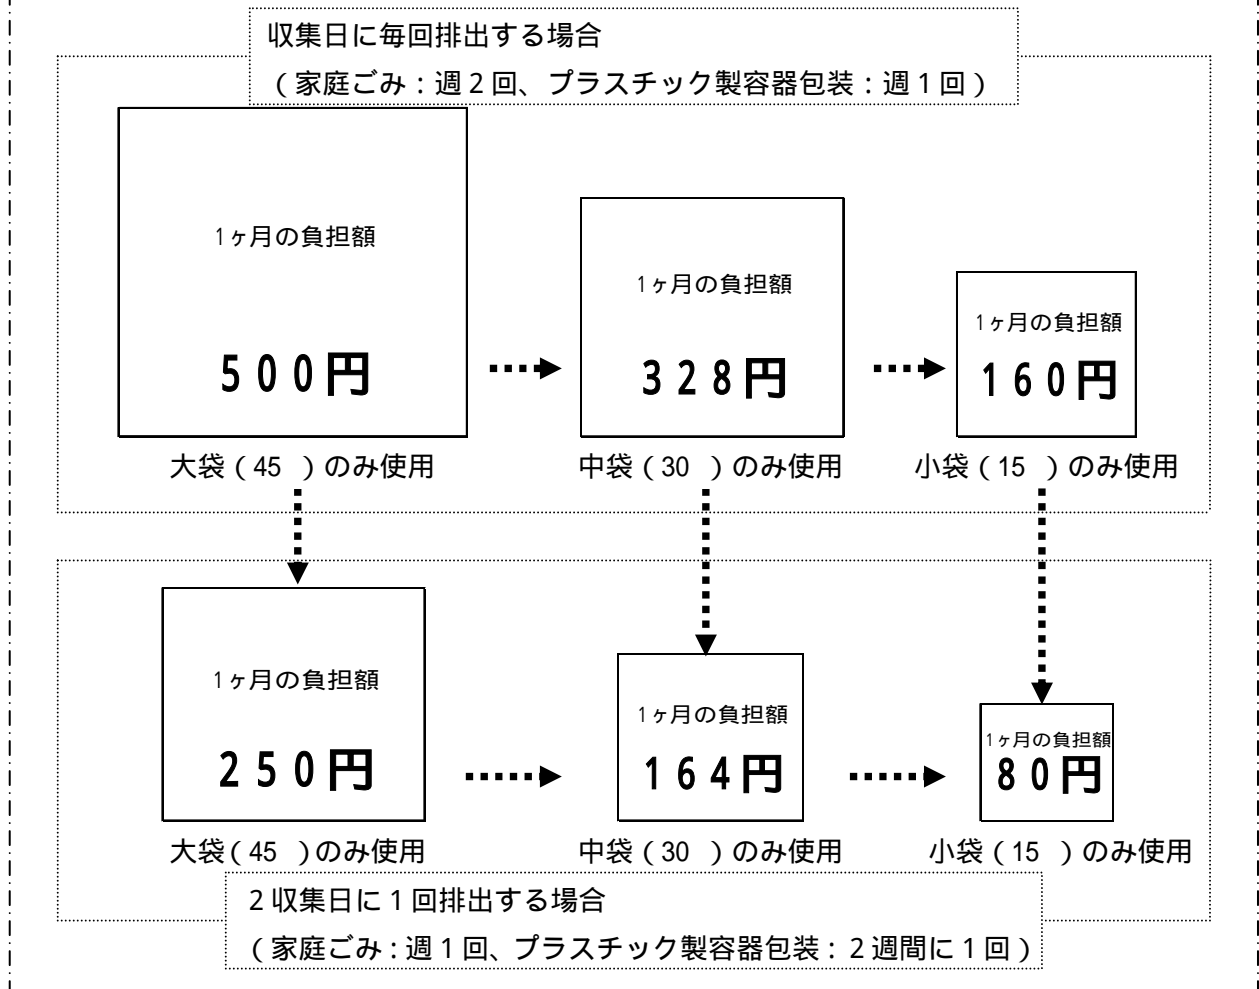 収集日に毎回排出する場合
（家庭ごみ：週２回、プラスチック製容器包装：週１回）
1ヶ月の負担額
５００円
大袋（45　）のみ使用
1ヶ月の負担額
３２８円
中袋（30　）のみ使用
1ヶ月の負担額
１６０円
小袋（15　）のみ使用
1ヶ月の負担額
２５０円
大袋（45　）のみ使用
1ヶ月の負担額
１６４円
中袋（30　）のみ使用
1ヶ月の負担額
８０円
小袋（15　）のみ使用
２収集日に１回排出する場合
（家庭ごみ：週１回、プラスチック製容器包装：２週間に１回）